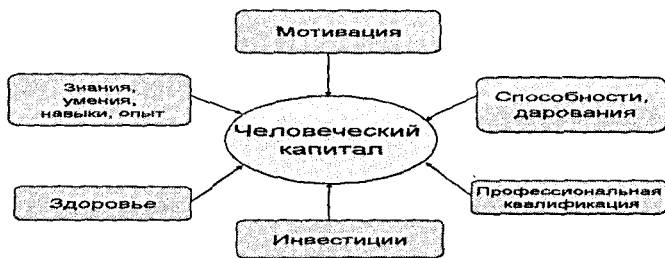 Мотивация
Знания,
умения,
навыки, опыт
Способности,
дарования
Человеческий
капитал
Здоровье
Профессиональная
квалификация
Инвестиции